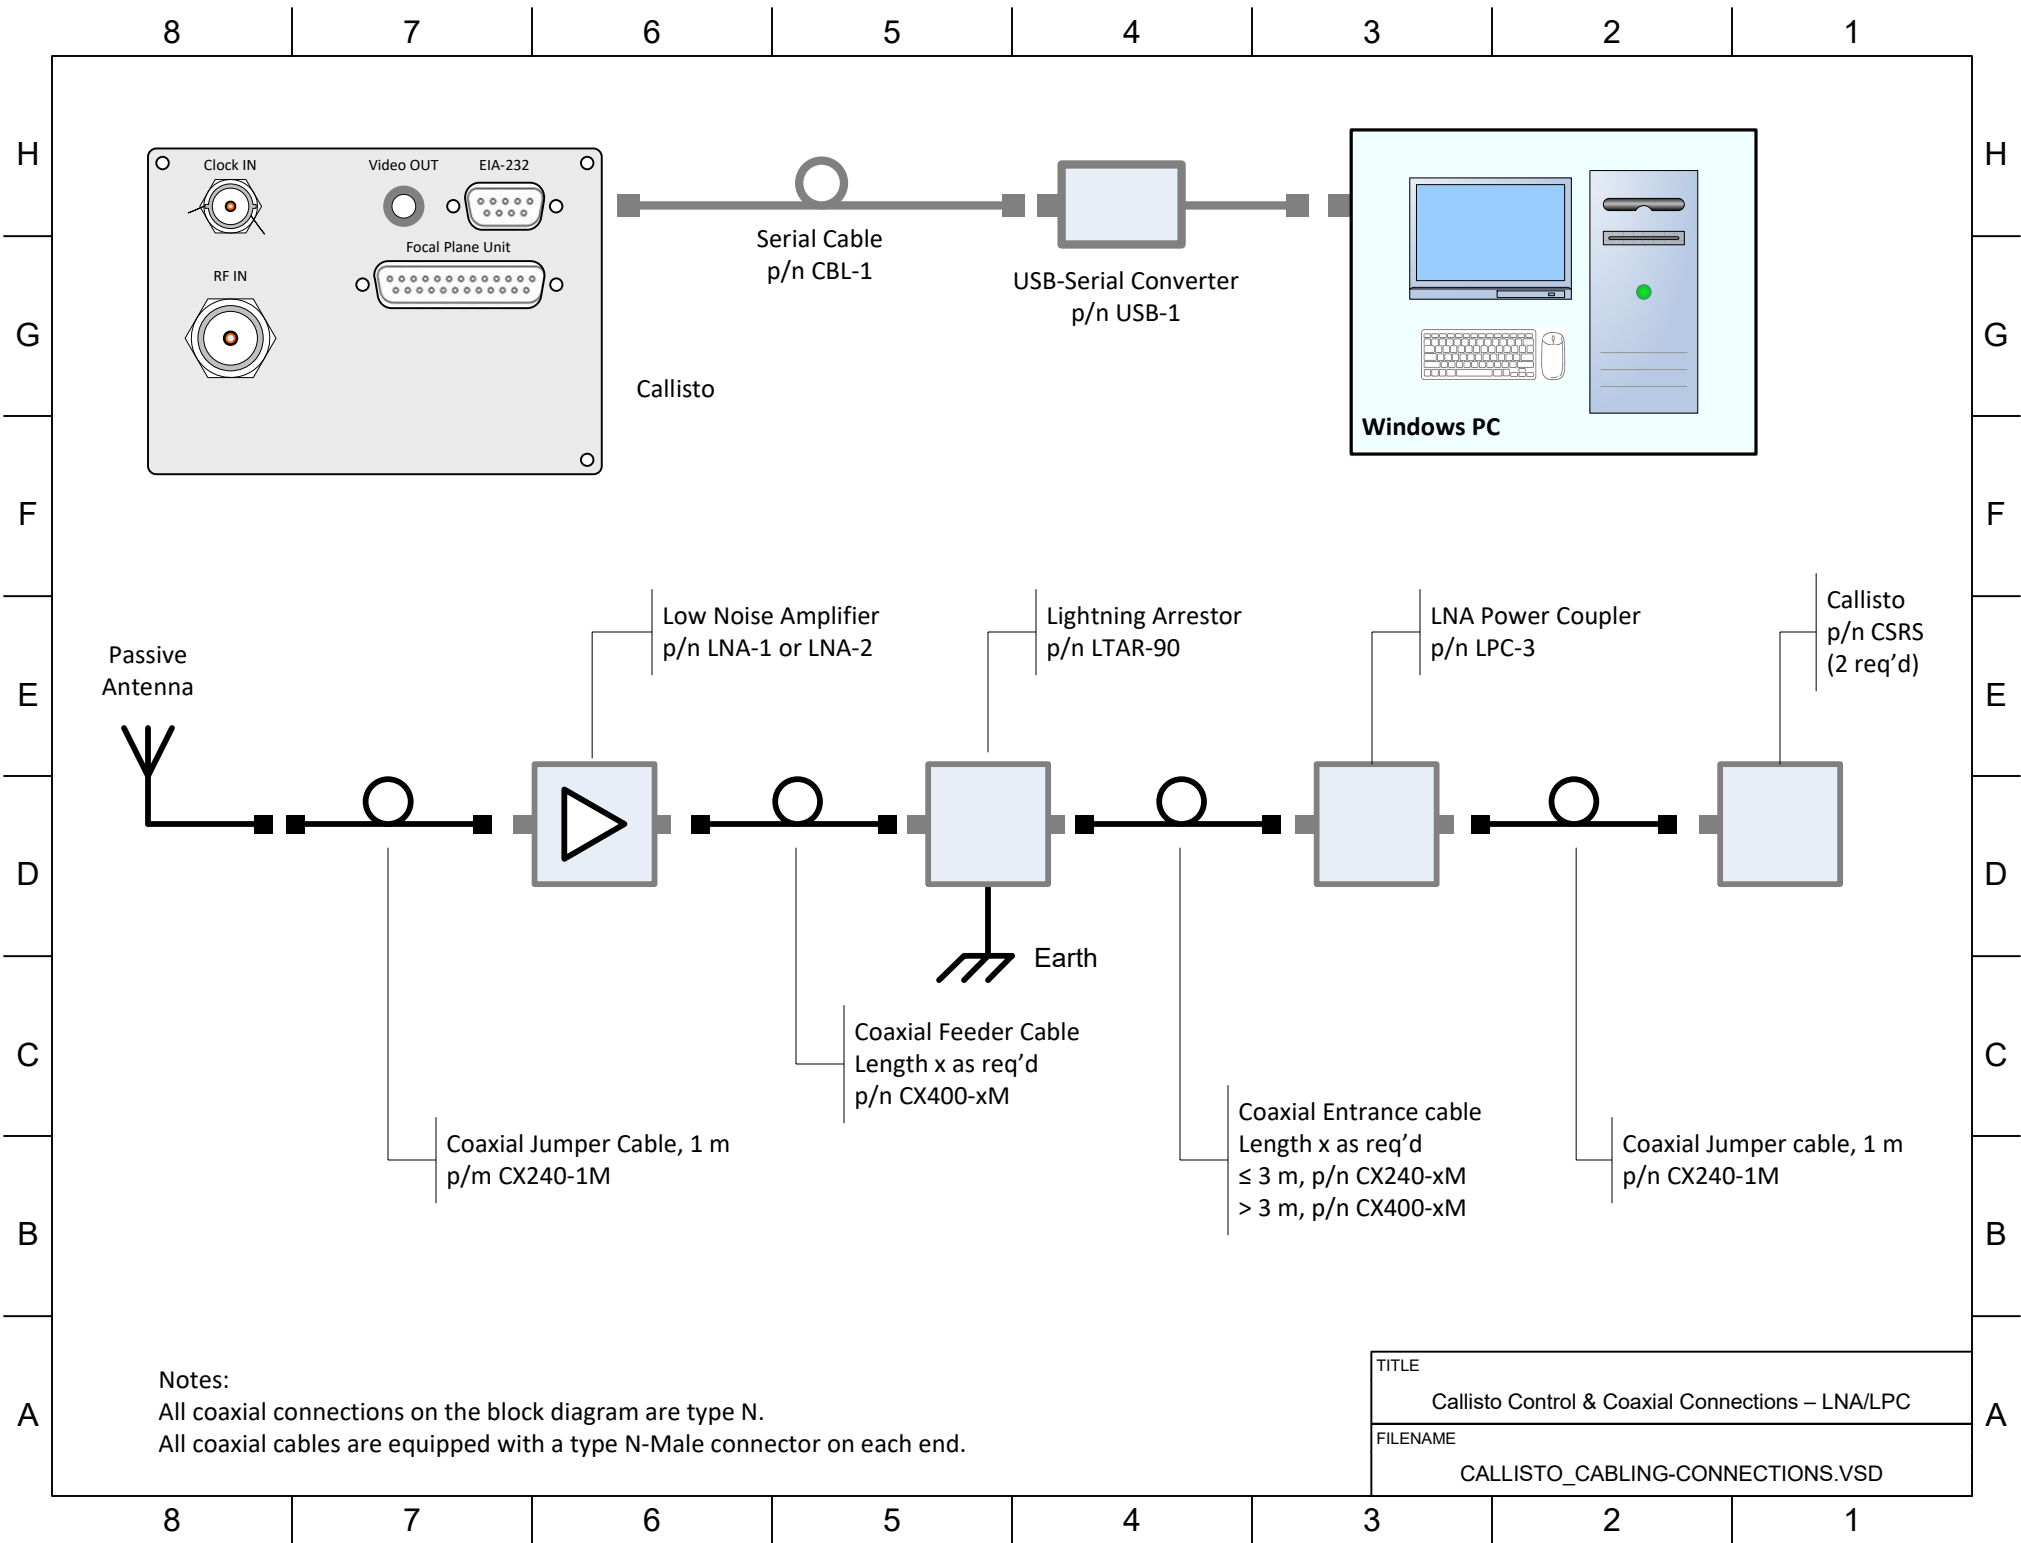 8 7 6 5 4 3 2 1
H H
Clock IN
Video OUT
EIA-232
Focal Plane Unit
RF IN
Serial Cable
p/n CBL-1
USB-Serial Converter
p/n USB-1
G G
Callisto
Windows PC
F F
Passive
Antenna
Low Noise Amplifier
p/n LNA-1 or LNA-2
Lightning Arrestor
p/n LTAR-90
LNA Power Coupler
p/n LPC-3
Callisto
p/n CSRS
(2 req’d)
E E
D D
Earth
C C
Coaxial Feeder Cable
Length x as req’d
p/n CX400-xM
Coaxial Jumper Cable, 1 m
p/m CX240-1M
Coaxial Entrance cable
Length x as req’d
≤ 3 m, p/n CX240-xM
> 3 m, p/n CX400-xM
Coaxial Jumper cable, 1 m
p/n CX240-1M
B B
Notes:
All coaxial connections on the block diagram are type N.
All coaxial cables are equipped with a type N-Male connector on each end.
A A
TITLE
Callisto Control & Coaxial Connections – LNA/LPC
FILENAME
CALLISTO_CABLING-CONNECTIONS.VSD
8 7 6 5 4 3 2 1